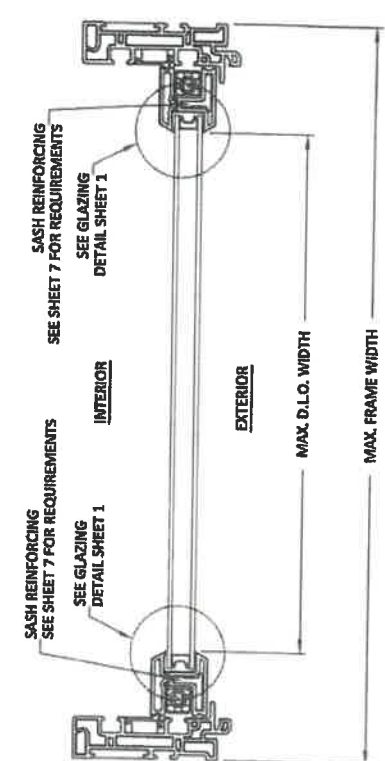 SASH REINFORCING
SEE SHEET 7 FOR REQUIREMENTS
SEE GLAZING
DETAIL SHEET 1
INTERIOR
EXTERIOR
SASH REINFORCING
SEE SHEET 7 FOR REQUIREMENTS
SEE GLAZING
DETAIL SHEET 1
MAX. D.L.O. WIDTH
MAX. FRAME WIDTH